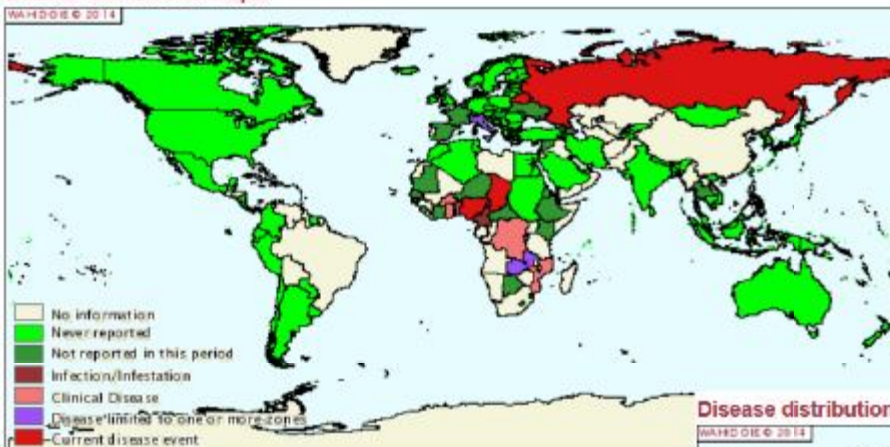 WAHID OIE © 2014
No information
Never reported
Not reported in this period
Infection/Infestation
Clinical Disease
Disease limited to one or more zones
Current disease event
Disease distribution
WAHID OIE © 2014